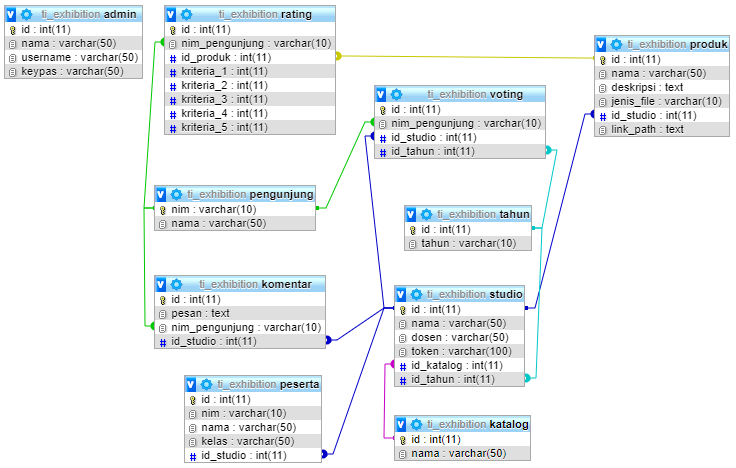 ti_exhibition admin
id : int(11)
nama : varchar(50)
username : varchar(50)
keypas : varchar(50)
ti_exhibition rating
id : int(11)
nim_pengunjung : varchar(10)
id_produk : int(11)
kriteria_1 : int(11)
kriteria_2 : int(11)
kriteria_3 : int(11)
kriteria_4 : int(11)
kriteria_5 : int(11)
ti_exhibition produk
id : int(11)
nama : varchar(50)
deskripsi : text
jenis_file : varchar(10)
id_studio : int(11)
link_path : text
ti_exhibition voting
id : int(11)
nim_pengunjung : varchar(10)
id_studio : int(11)
id_tahun : int(11)
ti_exhibition pengunjung
nim : varchar(10)
nama : varchar(50)
ti_exhibition tahun
id : int(11)
tahun : varchar(10)
ti_exhibition komentar
id : int(11)
pesan : text
nim_pengunjung : varchar(10)
id_studio : int(11)
ti_exhibition studio
id : int(11)
nama : varchar(50)
dosen : varchar(50)
token : varchar(100)
id_katalog : int(11)
id_tahun : int(11)
ti_exhibition peserta
id : int(11)
nim : varchar(10)
nama : varchar(50)
kelas : varchar(50)
id_studio : int(11)
ti_exhibition katalog
id : int(11)
nama : varchar(50)